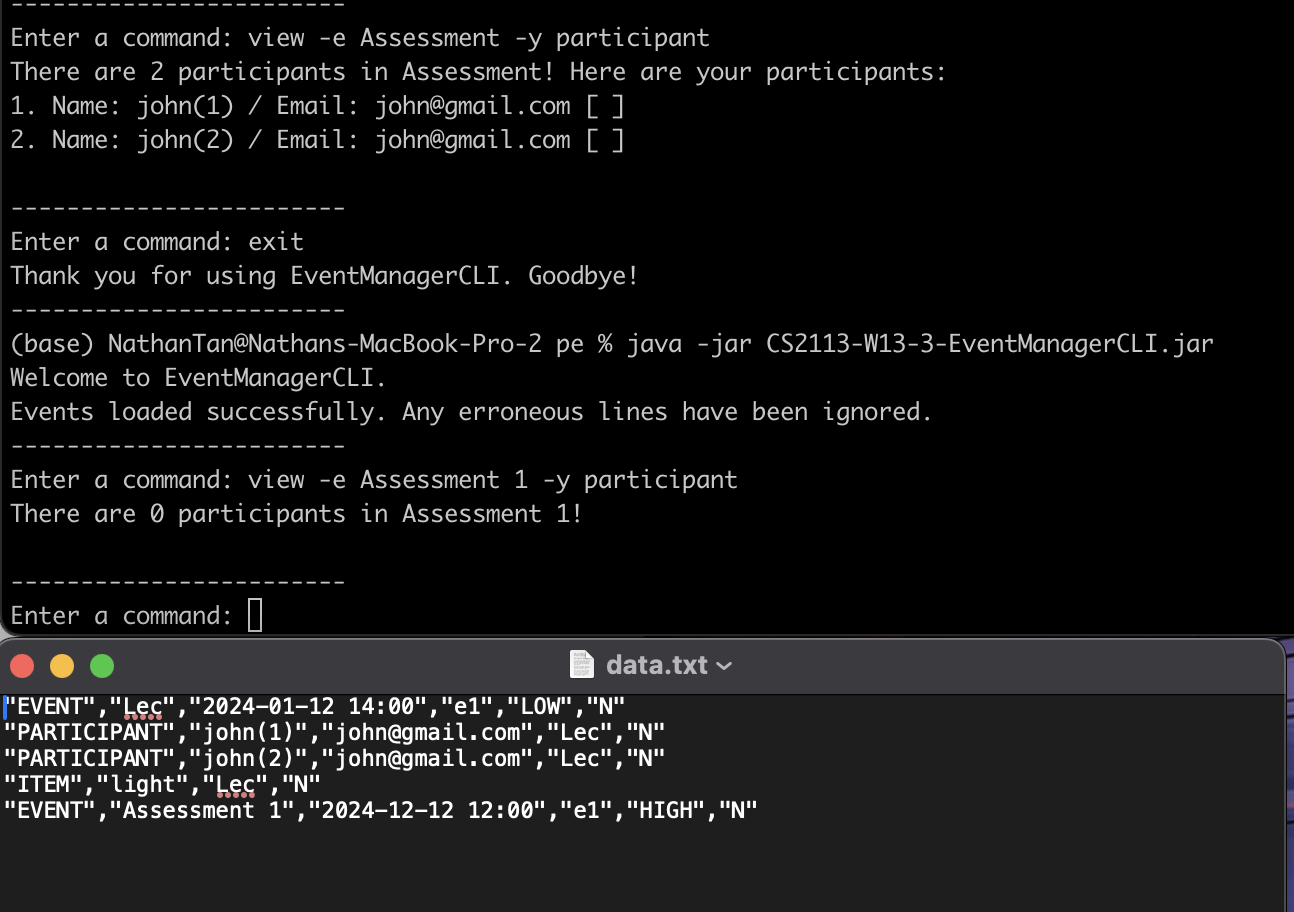 ------------------------
Enter a command: view -e Assessment -y participant
There are 2 participants in Assessment! Here are your participants:
1. Name: john(1) / Email: john@gmail.com [ ]
2. Name: john(2) / Email: john@gmail.com [ ]
------------------------
Enter a command: exit
Thank you for using EventManagerCLI. Goodbye!
------------------------
(base) NathanTan@Nathans-MacBook-Pro-2 pe % java -jar CS2113-W13-3-EventManagerCLI.jar
Welcome to EventManagerCLI.
Events loaded successfully. Any erroneous lines have been ignored.
------------------------
Enter a command: view -e Assessment 1 -y participant
There are 0 participants in Assessment 1!
------------------------
Enter a command:
data.txt
"EVENT","Lec","2024-01-12 14:00","e1","LOW","N"
"PARTICIPANT","john(1)","john@gmail.com","Lec","N"
"PARTICIPANT","john(2)","john@gmail.com","Lec","N"
"ITEM","light","Lec","N"
"EVENT","Assessment 1","2024-12-12 12:00","e1","HIGH","N"